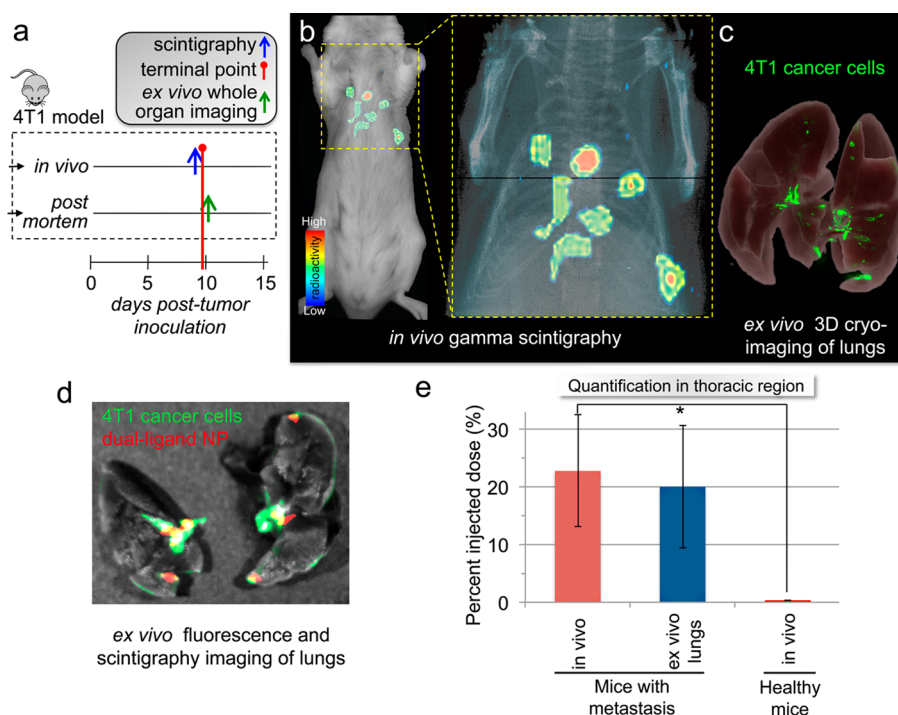 a
scintigraphy
terminal point
ex vivo whole
organ imaging
4T1 model
in vivo
post
mortem
0 5 10 15
days post-tumor
inoculation
b
High
radioactivity
Low
in vivo gamma scintigraphy
c
4T1 cancer cells
ex vivo 3D cryo-
imaging of lungs
d
4T1 cancer cells
dual-ligand NP
ex vivo fluorescence and
scintigraphy imaging of lungs
e
Quantification in thoracic region
*
Percent injected dose (%)
30
20
10
0
in vivo
ex vivo
lungs
in vivo
Mice with
metastasis
Healthy
mice